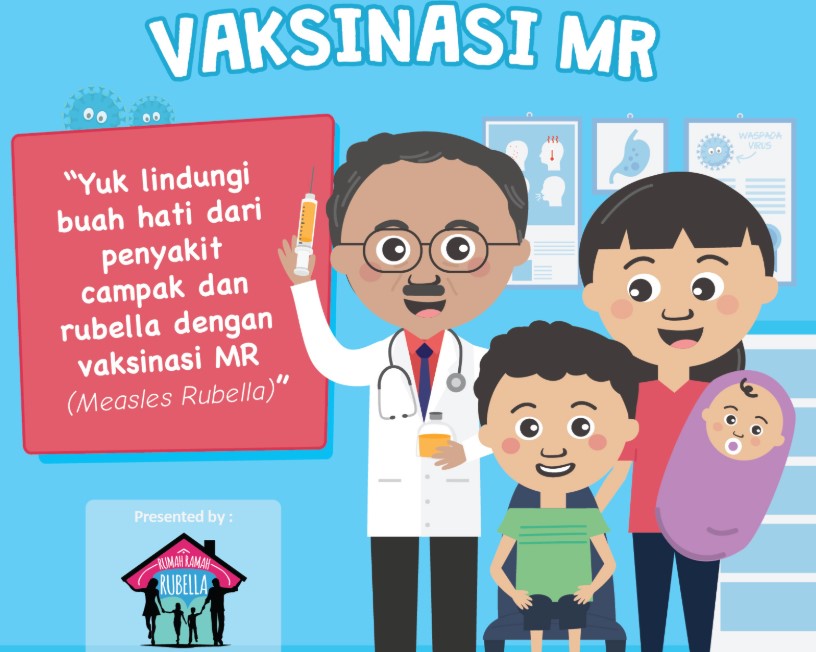 VAKSINASI MR
"Yuk lindungi
buah hati dari
penyakit
campak dan
rubella dengan
vaksinasi MR
(Measles Rubella)"
WASPADA
VIRUS
Presented by :
RUMAH RAMAH
RUBELLA